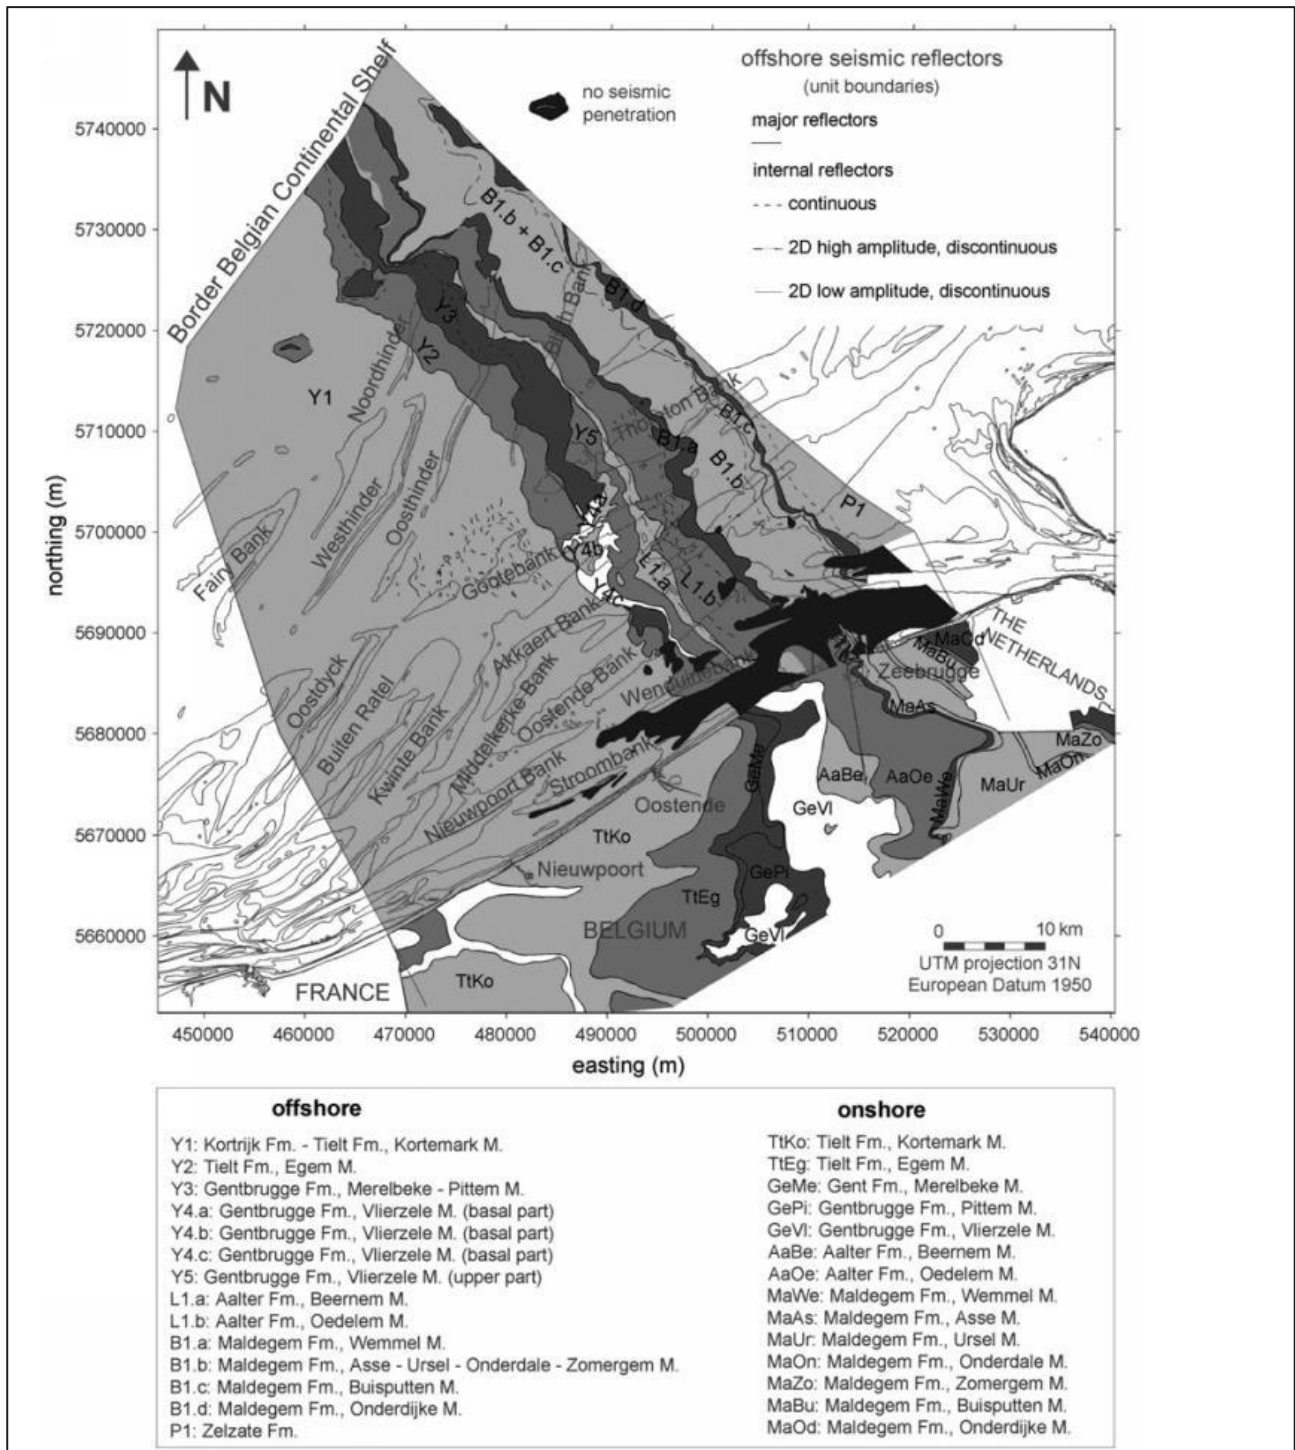 offshore seismic reflectors
(unit boundaries)
major reflectors
internal reflectors
continuous
2D high amplitude, discontinuous
2D low amplitude, discontinuous
no seismic
penetration
N
Border Belgian Continental Shelf
5740000
5730000
5720000
5710000
5700000
5690000
5680000
5670000
5660000
northing (m)
B1.b + B1.c
B1.d
Y3
Y2
Y1
Noordhinder
Thornton Bank
B1.c
Y5
B1.a
B1.b
P1
Westhinder
Oosthinder
Fairy Bank
Gootebank
Y4b
Y4c
L1.a
L1.b
Akkaert Bank
Oostdyck
Buiten Ratel
Kwinte Bank
Middelkerke Bank
Oostende Bank
Wenduinebank
Nieuwpoort Bank
Stroombank
THE
NETHERLANDS
MaOd
MaBu
Zeebrugge
MaAs
MaZo
MaOn
MaUr
MaWe
AaOe
AaBe
GeVl
GeMe
Oostende
TtKo
Nieuwpoort
GePi
TtEg
BELGIUM
GeVl
TtKo
FRANCE
0 10 km
UTM projection 31N
European Datum 1950
450000 460000 470000 480000 490000 500000 510000 520000 530000 540000
easting (m)
offshore
Y1: Kortrijk Fm. - Tielt Fm., Kortemark M.
Y2: Tielt Fm., Egem M.
Y3: Gentbrugge Fm., Merelbeke - Pittem M.
Y4.a: Gentbrugge Fm., Vlierzele M. (basal part)
Y4.b: Gentbrugge Fm., Vlierzele M. (basal part)
Y4.c: Gentbrugge Fm., Vlierzele M. (basal part)
Y5: Gentbrugge Fm., Vlierzele M. (upper part)
L1.a: Aalter Fm., Beernem M.
L1.b: Aalter Fm., Oedelem M.
B1.a: Maldegem Fm., Wemmel M.
B1.b: Maldegem Fm., Asse - Ursel - Onderdale - Zomergem M.
B1.c: Maldegem Fm., Buisputten M.
B1.d: Maldegem Fm., Onderdijke M.
P1: Zelzate Fm.
onshore
TtKo: Tielt Fm., Kortemark M.
TtEg: Tielt Fm., Egem M.
GeMe: Gent Fm., Merelbeke M.
GePi: Gentbrugge Fm., Pittem M.
GeVl: Gentbrugge Fm., Vlierzele M.
AaBe: Aalter Fm., Beernem M.
AaOe: Aalter Fm., Oedelem M.
MaWe: Maldegem Fm., Wemmel M.
MaAs: Maldegem Fm., Asse M.
MaUr: Maldegem Fm., Ursel M.
MaOn: Maldegem Fm., Onderdale M.
MaZo: Maldegem Fm., Zomergem M.
MaBu: Maldegem Fm., Buisputten M.
MaOd: Maldegem Fm., Onderdijke M.